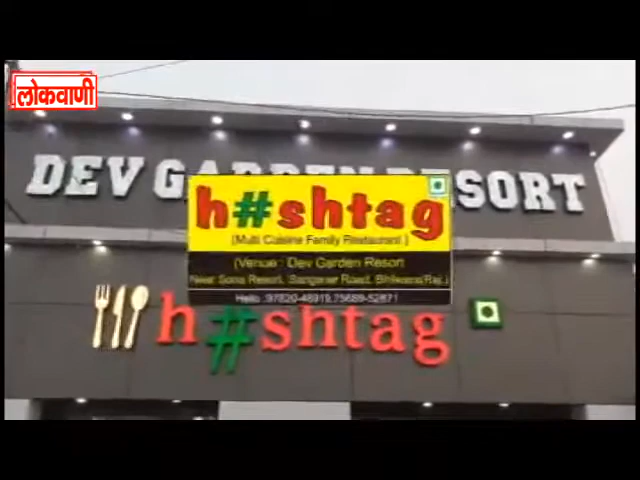 लोकवाणी
DEV GARDEN RESORT
h#shtag
(Multi Cuisine Family Restaurant)
(Venue : Dev Garden Resort
Near Sona Resort, Sanganer Road, Bhilwara(Raj.)
Hello :97820-48919,75689-52871
h#shtag